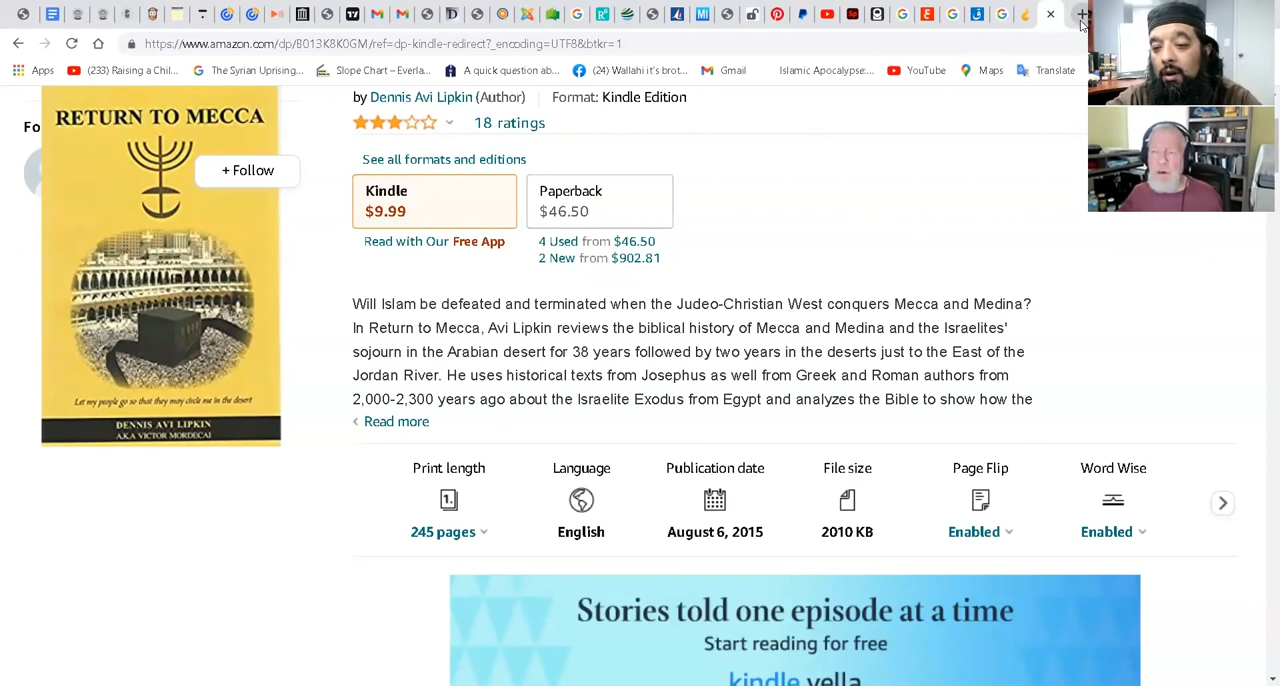 https://www.amazon.com/dp/B013K8K0GM/ref=dp-kindle-redirect?_encoding=UTF8&btkr=1
Apps
(233) Raising a Chil...
The Syrian Uprising...
Slope Chart – Everla...
A quick question ab...
(24) Wallahi it's brot...
Gmail
Islamic Apocalypse:...
YouTube
Maps
Translate
Fo
+ Follow
RETURN TO MECCA
Let my people go so that they may circle me in the desert
DENNIS AVI LIPKIN
A.K.A VICTOR MORDECAI
by Dennis Avi Lipkin (Author)
Format: Kindle Edition
18 ratings
See all formats and editions
Kindle
$9.99
Paperback
$46.50
Read with Our Free App
4 Used from $46.50
2 New from $902.81
Will Islam be defeated and terminated when the Judeo-Christian West conquers Mecca and Medina?
In Return to Mecca, Avi Lipkin reviews the biblical history of Mecca and Medina and the Israelites'
sojourn in the Arabian desert for 38 years followed by two years in the deserts just to the East of the
Jordan River. He uses historical texts from Josephus as well from Greek and Roman authors from
2,000-2,300 years ago about the Israelite Exodus from Egypt and analyzes the Bible to show how the
Read more
Print length
245 pages
Language
English
Publication date
August 6, 2015
File size
2010 KB
Page Flip
Enabled
Word Wise
Enabled
Stories told one episode at a time
Start reading for free
kindle vella